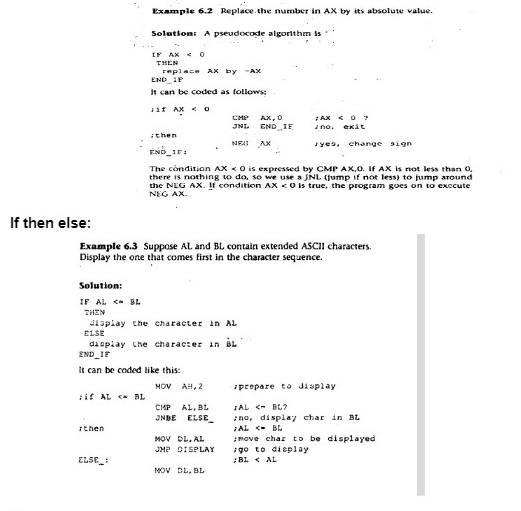 Example 6.2 Replace the number in AX by its absolute value.
Solution: A pseudocode algorithm is
IF AX < 0
THEN
replace AX by -AX
END_IF
It can be coded as follows:
;if AX < 0
CMP AX,0 ;AX < 0 ?
JNL END_IF ;no, exit
;then
NEG AX ;yes, change sign
END_IF:
The condition AX < 0 is expressed by CMP AX,0. If AX is not less than 0,
there is nothing to do, so we use a JNL (jump if not less) to jump around
the NEG AX. If condition AX < 0 is true, the program goes on to execute
NEG AX.
If then else:
Example 6.3 Suppose AL and BL contain extended ASCII characters.
Display the one that comes first in the character sequence.
Solution:
IF AL <= BL
THEN
display the character in AL
ELSE
display the character in BL
END_IF
It can be coded like this:
MOV AH,2 ;prepare to display
;if AL <= BL
CMP AL,BL ;AL <= BL?
JNBE ELSE_ ;no, display char in BL
;then ;AL <= BL
MOV DL,AL ;move char to be displayed
JMP DISPLAY ;go to display
ELSE_: ;BL < AL
MOV DL,BL